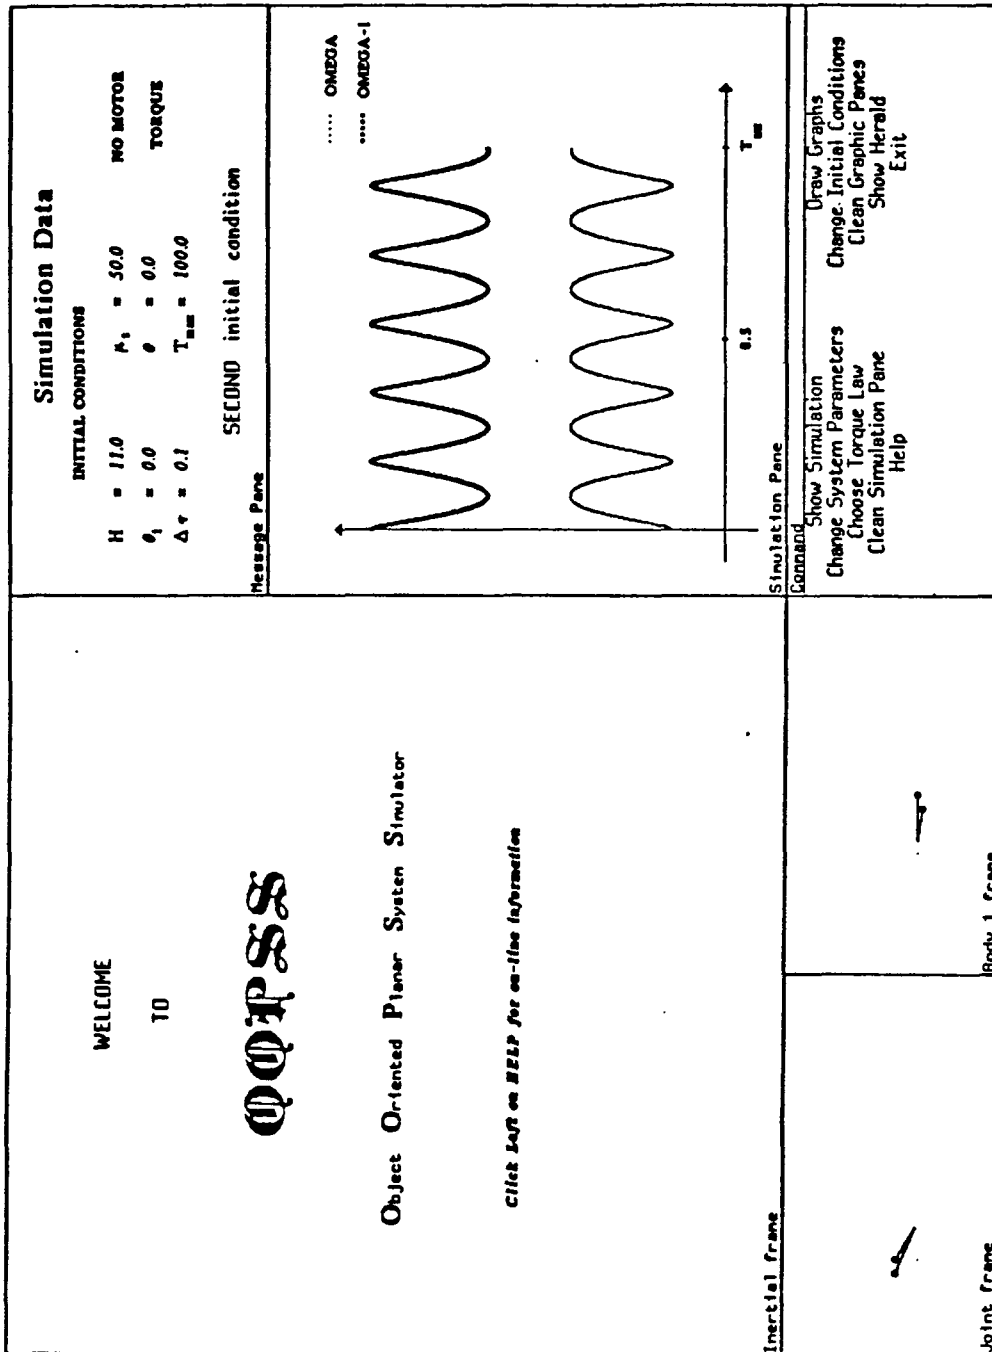 WELCOME
TO
OOPSS
Object Oriented Planar System Simulator
Click Left on HELP for on-line information
Inertial frame
Joint frame
Body 1 frame
Simulation Data
INITIAL CONDITIONS
H = 11.0 μ₁ = 50.0 NO MOTOR
θ₁ = 0.0 θ = 0.0 TORQUE
Δτ = 0.1 Tmax = 100.0
SECOND initial condition
Message Pane
..... OMEGA
..... OMEGA-1
0.5
Tmax
Simulation Pane
Command
Show Simulation Draw Graphs
Change System Parameters Change Initial Conditions
Choose Torque Law Clean Graphic Panes
Clean Simulation Pane Show Herald
Help Exit